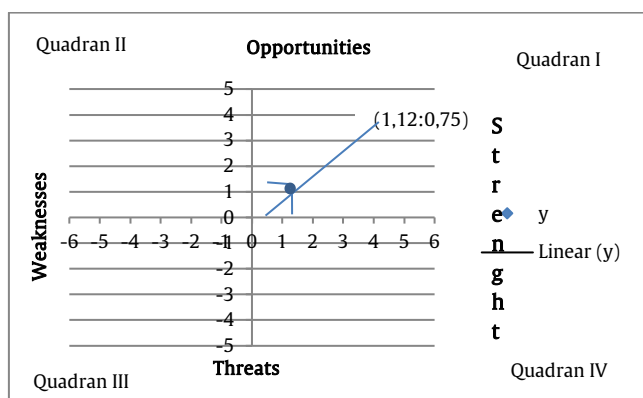 Quadran II
Opportunities
Quadran I
5
4
3
2
1
0
-1
-2
-3
-4
-5
-6 -5 -4 -3 -2 -1 0 1 2 3 4 5 6
(1,12:0,75)
Weaknesses
Strenght
y
Linear (y)
Threats
Quadran III
Quadran IV